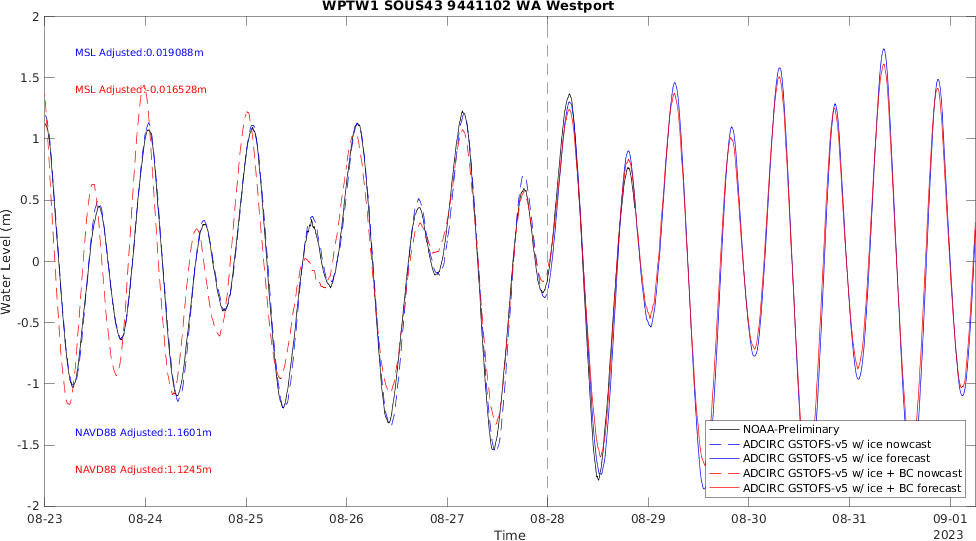 WPTW1 SOUS43 9441102 WA Westport
2
1.5
1
0.5
0
-0.5
-1
-1.5
-2
Water Level (m)
MSL Adjusted:0.019088m
MSL Adjusted:-0.016528m
NAVD88 Adjusted:1.1601m
NAVD88 Adjusted:1.1245m
NOAA-Preliminary
ADCIRC GSTOFS-v5 w/ ice nowcast
ADCIRC GSTOFS-v5 w/ ice forecast
ADCIRC GSTOFS-v5 w/ ice + BC nowcast
ADCIRC GSTOFS-v5 w/ ice + BC forecast
08-23 08-24 08-25 08-26 08-27 08-28 08-29 08-30 08-31 09-01
2023
Time